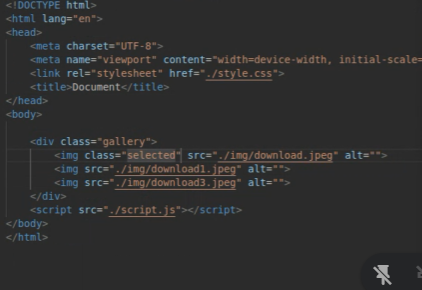 <!DOCTYPE html>
<html lang="en">
<head>
    <meta charset="UTF-8">
    <meta name="viewport" content="width=device-width, initial-scale=
    <link rel="stylesheet" href="./style.css">
    <title>Document</title>
</head>
<body>

    <div class="gallery">
        <img class="selected" src="./img/download.jpeg" alt="">
        <img src="./img/download1.jpeg" alt="">
        <img src="./img/download3.jpeg" alt="">
    </div>
    <script src="./script.js"></script>
</body>
</html>